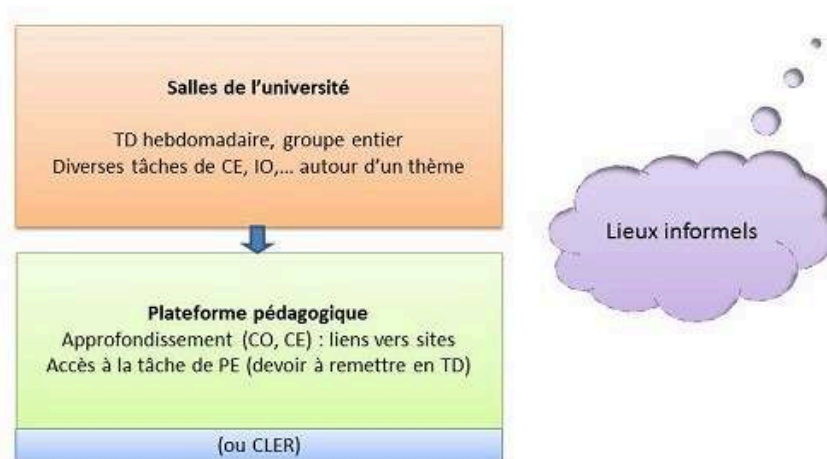 Salles de l'université
TD hebdomadaire, groupe entier
Diverses tâches de CE, IO,... autour d'un thème
Lieux informels
Plateforme pédagogique
Approfondissement (CO, CE) : liens vers sites
Accès à la tâche de PE (devoir à remettre en TD)
(ou CLER)